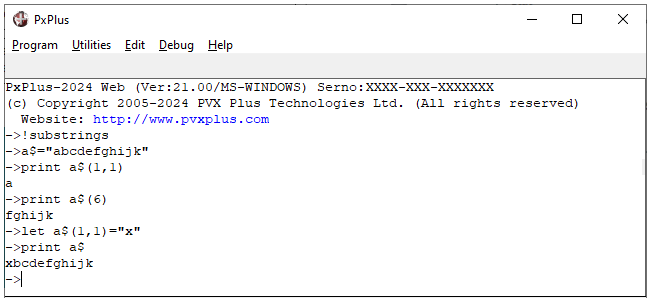 PxPlus
Program Utilities Edit Debug Help
PxPlus-2024 Web (Ver:21.00/MS-WINDOWS) Serno:XXXX-XXX-XXXXXXX
(c) Copyright 2005-2024 PVX Plus Technologies Ltd. (All rights reserved)
Website: http://www.pvxplus.com
->!substrings
->a$="abcdefghijk"
->print a$(1,1)
a
->print a$(6)
fghijk
->let a$(1,1)="x"
->print a$
xbcdefghijk
->